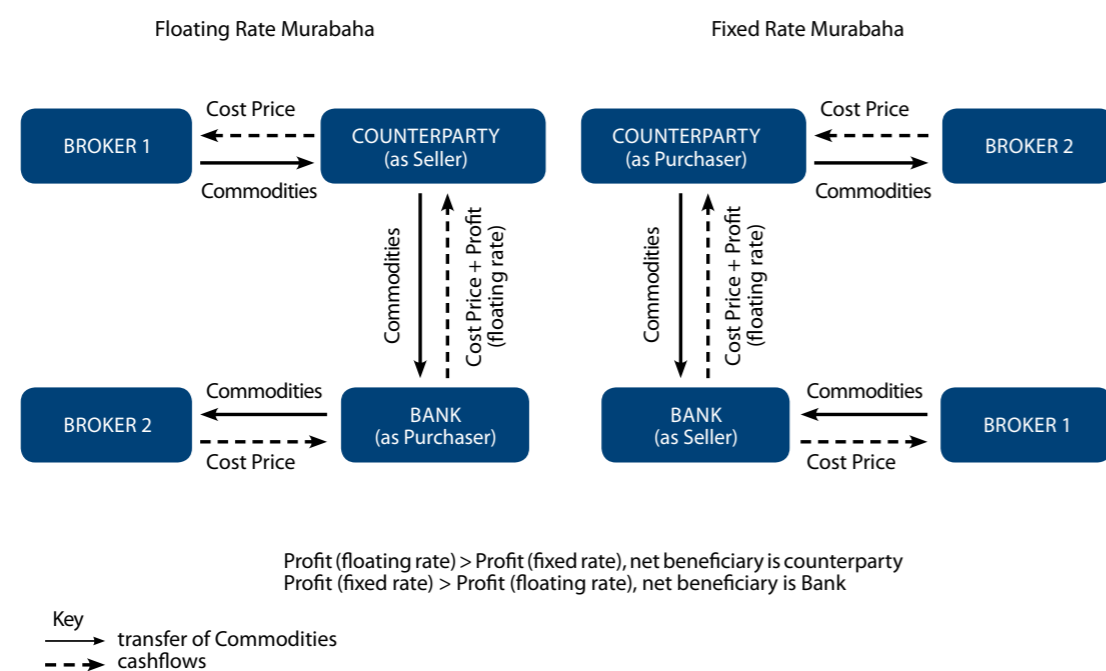 Floating Rate Murabaha
Fixed Rate Murabaha
Cost Price
BROKER 1
Commodities
COUNTERPARTY
(as Seller)
Commodities
Cost Price + Profit
(floating rate)
Commodities
BROKER 2
Cost Price
BANK
(as Purchaser)
COUNTERPARTY
(as Purchaser)
Cost Price
Commodities
BROKER 2
Commodities
Cost Price + Profit
(floating rate)
BANK
(as Seller)
Commodities
Cost Price
BROKER 1
Profit (floating rate) > Profit (fixed rate), net beneficiary is counterparty
Profit (fixed rate) > Profit (floating rate), net beneficiary is Bank
Key
transfer of Commodities
cashflows